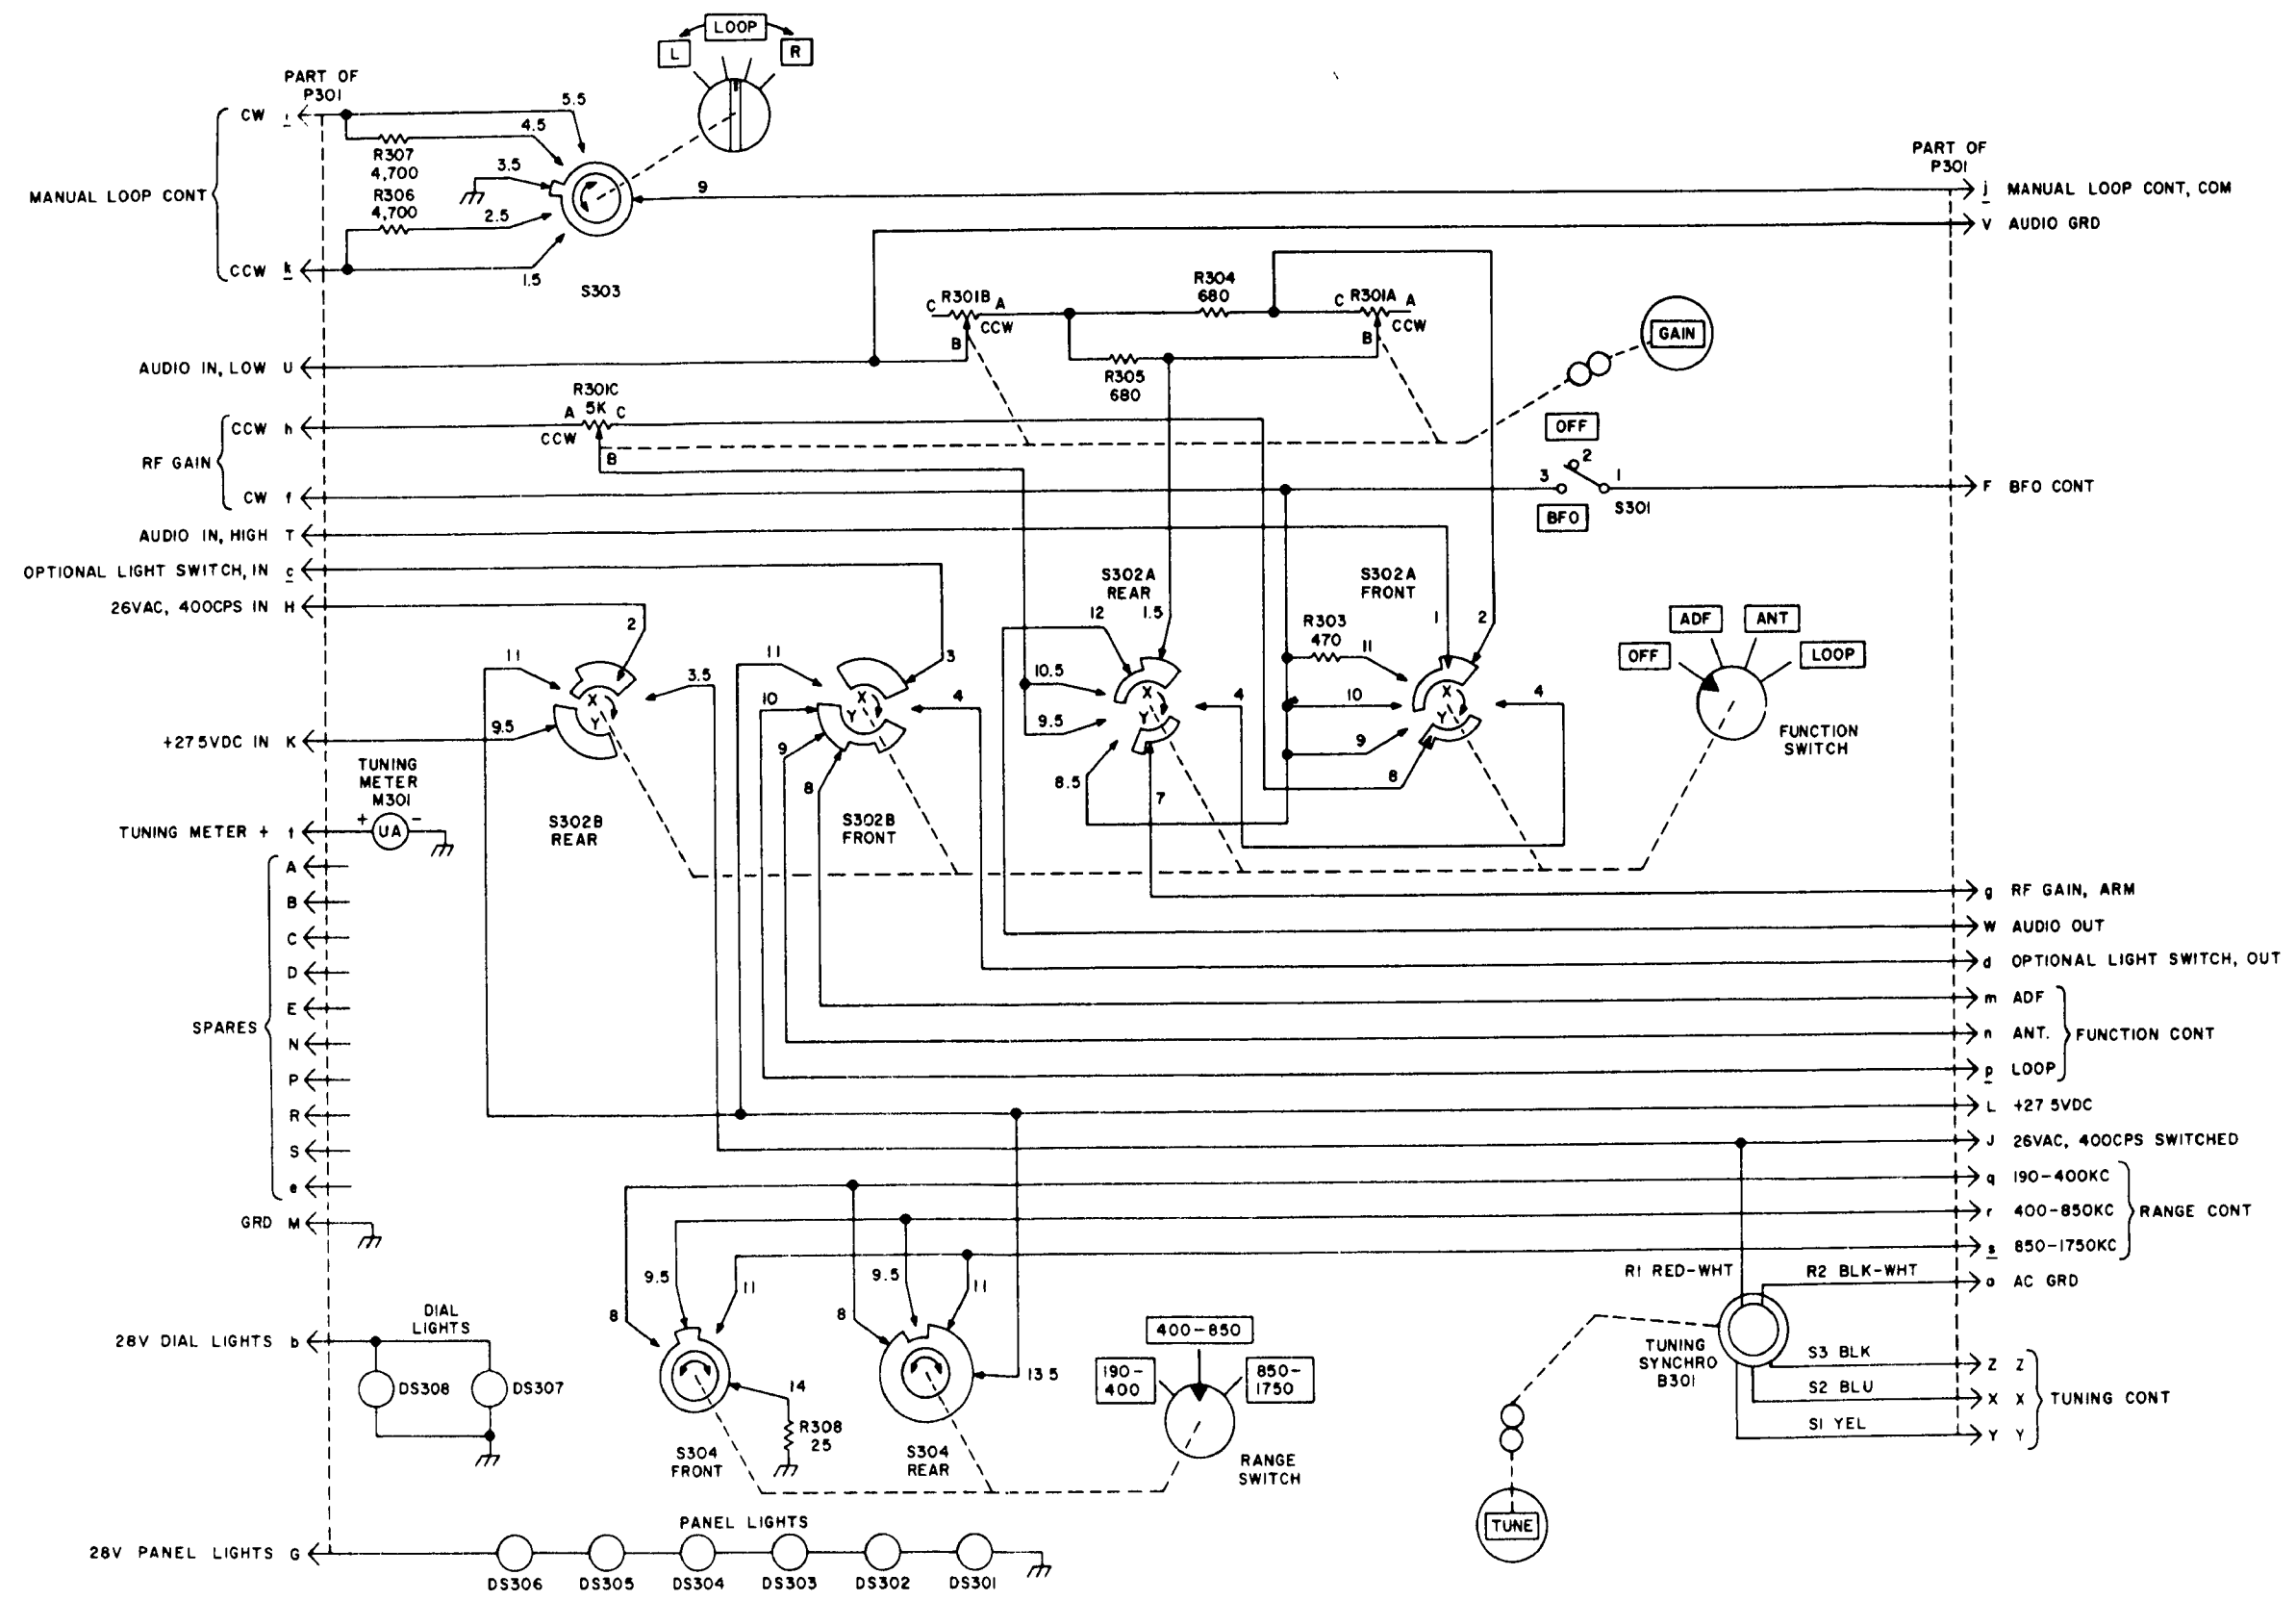 LOOP
L
R
PART OF
P301
CW i
5.5
4.5
R307
4,700
3.5
R306
4,700
2.5
MANUAL LOOP CONT
CCW k
1.5
S303
9
PART OF
P301
j MANUAL LOOP CONT, COM
V AUDIO GRD
R304
680
C R301B A
CCW
B
C R301A A
CCW
B
GAIN
AUDIO IN, LOW U
R305
680
R301C
A 5K C
CCW
B
CCW h
RF GAIN
CW f
OFF
3 2 1
S301
BFO
F BFO CONT
AUDIO IN, HIGH T
OPTIONAL LIGHT SWITCH, IN c
26VAC, 400CPS IN H
S302A
REAR
S302A
FRONT
12 1.5
R303
470
11
1
2
2
11
3.5
11
3
10
4
10.5
9.5
4
10
4
9
X
Y
X
Y
X
Y
X
Y
ADF
ANT
OFF
LOOP
FUNCTION
SWITCH
+27 5VDC IN K
9.5
9
8
8.5
7
8
TUNING
METER
M301
TUNING METER + t
+ UA -
S302B
REAR
S302B
FRONT
SPARES
A
B
C
D
E
N
P
R
S
e
g RF GAIN, ARM
W AUDIO OUT
d OPTIONAL LIGHT SWITCH, OUT
m ADF
n ANT.
p LOOP
FUNCTION CONT
L +27 5VDC
J 26VAC, 400CPS SWITCHED
q 190-400KC
r 400-850KC
s 850-1750KC
RANGE CONT
GRD M
9.5
11
8
9.5
11
8
R1 RED-WHT
R2 BLK-WHT
a AC GRD
28V DIAL LIGHTS b
DIAL
LIGHTS
DS308
DS307
14
R308
25
13 5
S304
FRONT
S304
REAR
400-850
190-
400
850-
1750
RANGE
SWITCH
TUNING
SYNCHRO
B301
S3 BLK
Z Z
S2 BLU
X X
S1 YEL
Y Y
TUNING CONT
TUNE
PANEL LIGHTS
28V PANEL LIGHTS G
DS306
DS305
DS304
DS303
DS302
DS301